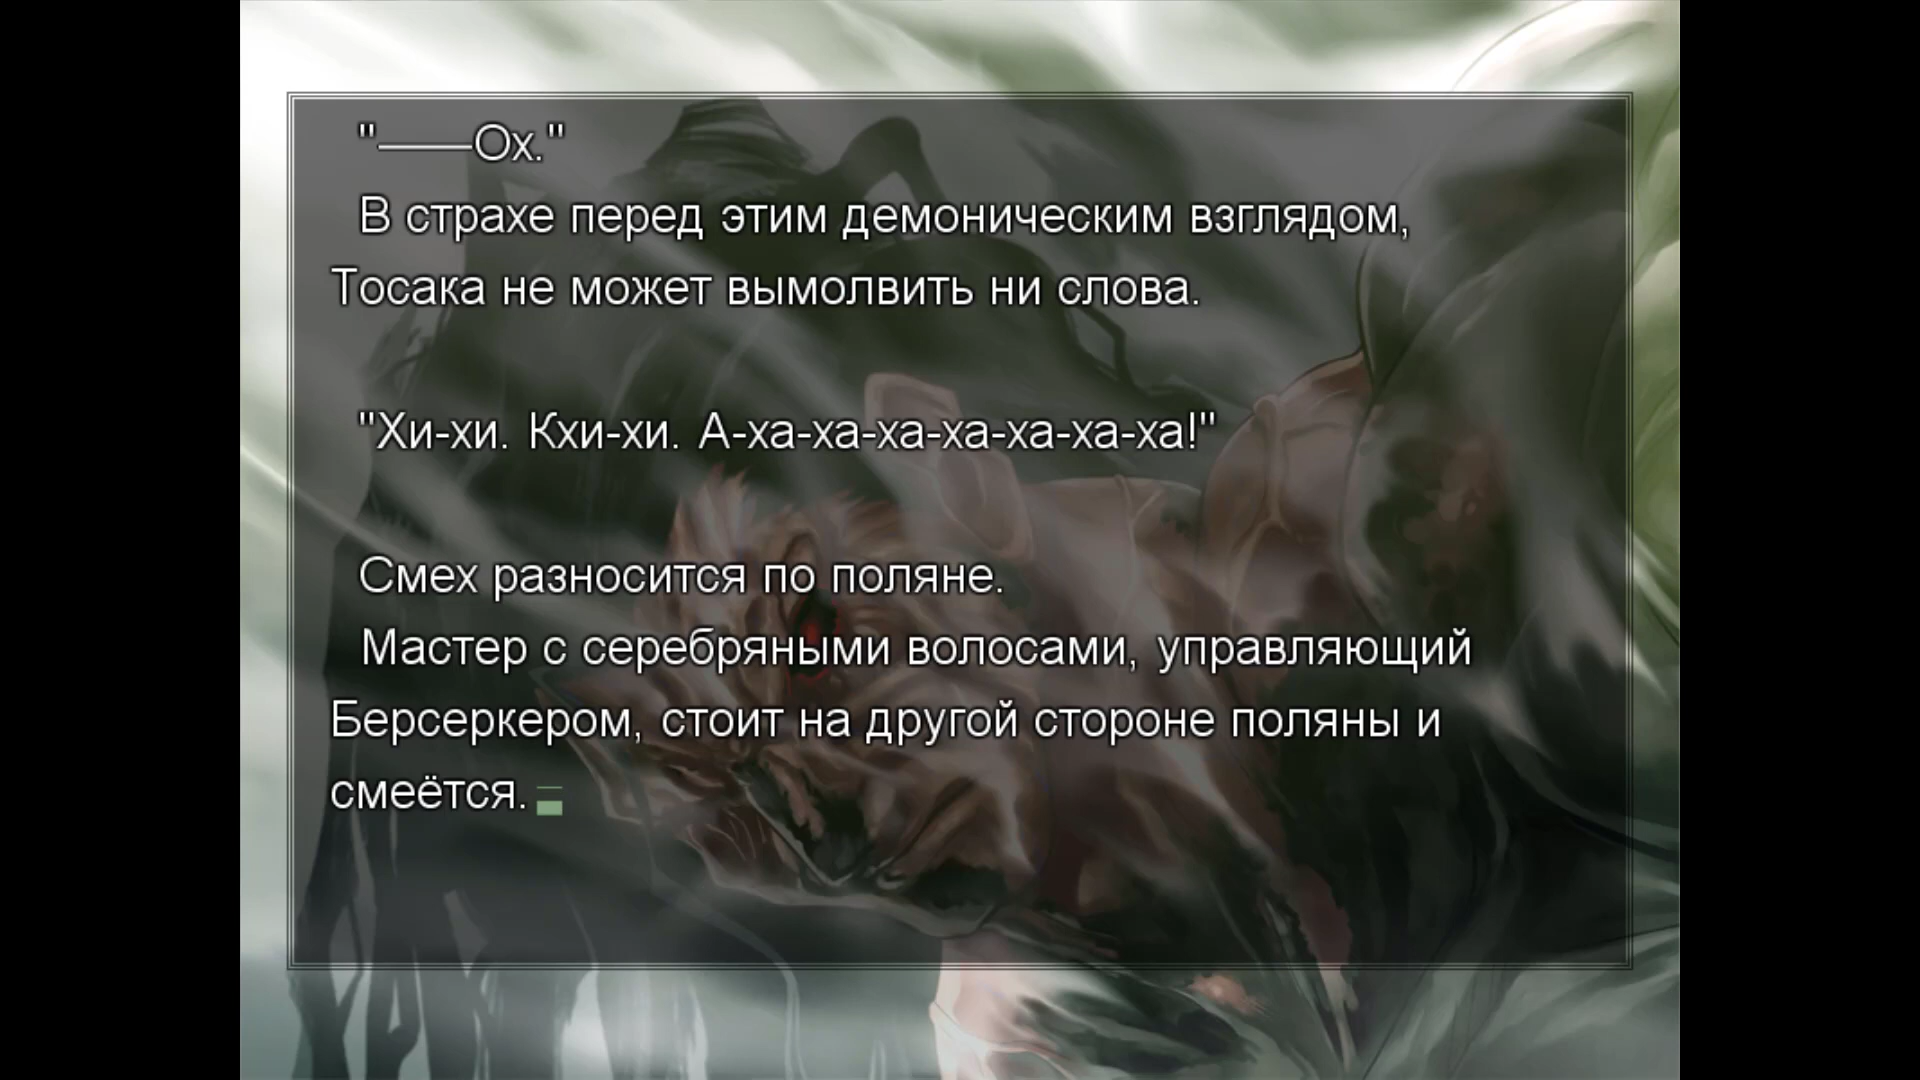 "——Ох."
В страхе перед этим демоническим взглядом,
Тосака не может вымолвить ни слова.
"Хи-хи. Кхи-хи. А-ха-ха-ха-ха-ха-ха-ха!"
Смех разносится по поляне.
Мастер с серебряными волосами, управляющий
Берсеркером, стоит на другой стороне поляны и
смеётся.